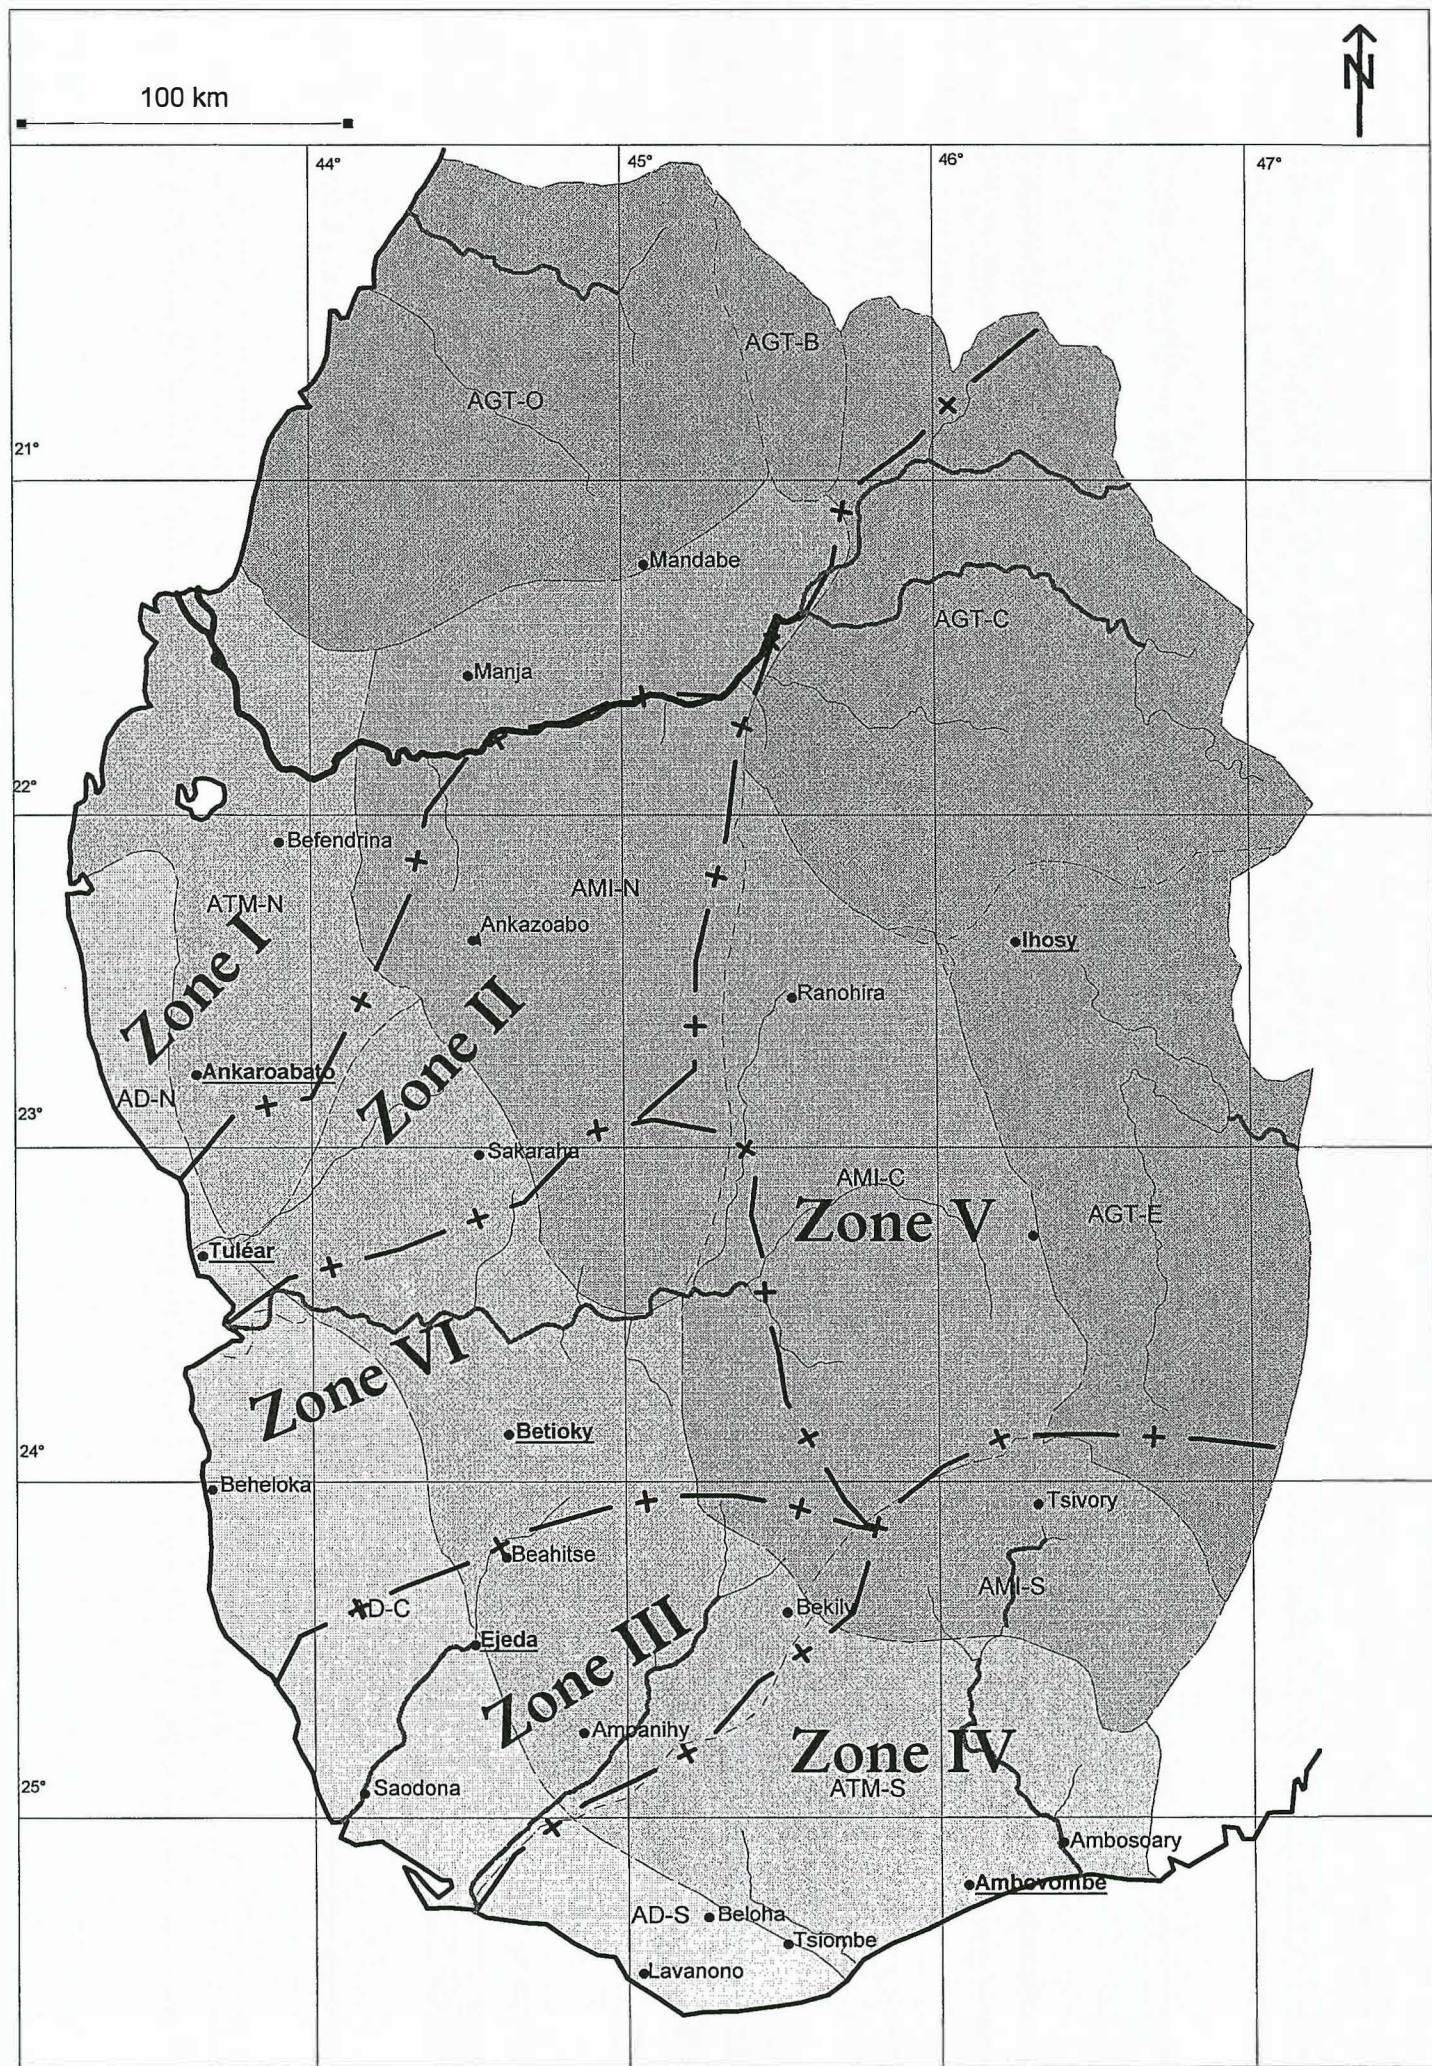 N
100 km
44°
45°
46°
47°
AGT-B
AGT-O
21°
Mandabe
AGT-C
Manja
22°
Befendrina
AMI-N
ATM-N
Ankazoabo
Ihosy
Zone I
Ranohira
Zone II
Ankaroabato
AD-N
23°
Sakaraha
AMI-C
Zone V
AGT-E
Tuléar
Zone VI
Betioky
24°
Beheloka
Tsivory
Beahitse
AMI-S
D-C
Bekily
Ejeda
Zone III
Ampanihy
Zone IV
25°
Saodona
ATM-S
Ambosoary
Ambovombe
AD-S
Beloha
Tsiombe
Lavanono